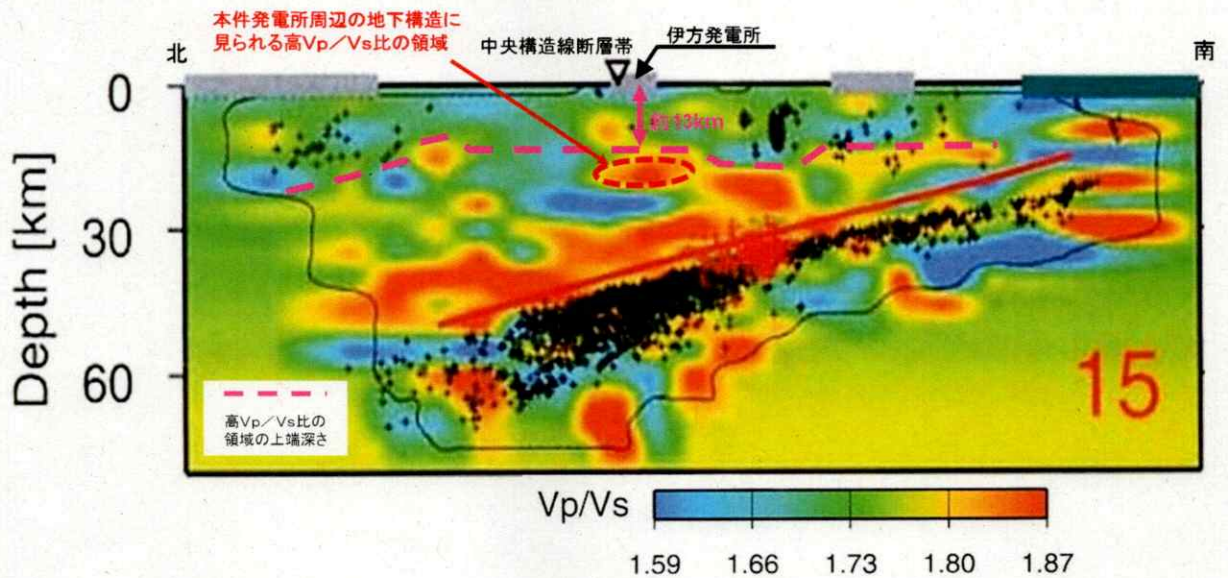 本件発電所周辺の地下構造に
見られる高Vp／Vs比の領域
北
中央構造線断層帯
伊方発電所
南
0
約13km
30
60
Depth [km]
15
高Vp／Vs比の
領域の上端深さ
Vp/Vs
1.59 1.66 1.73 1.80 1.87